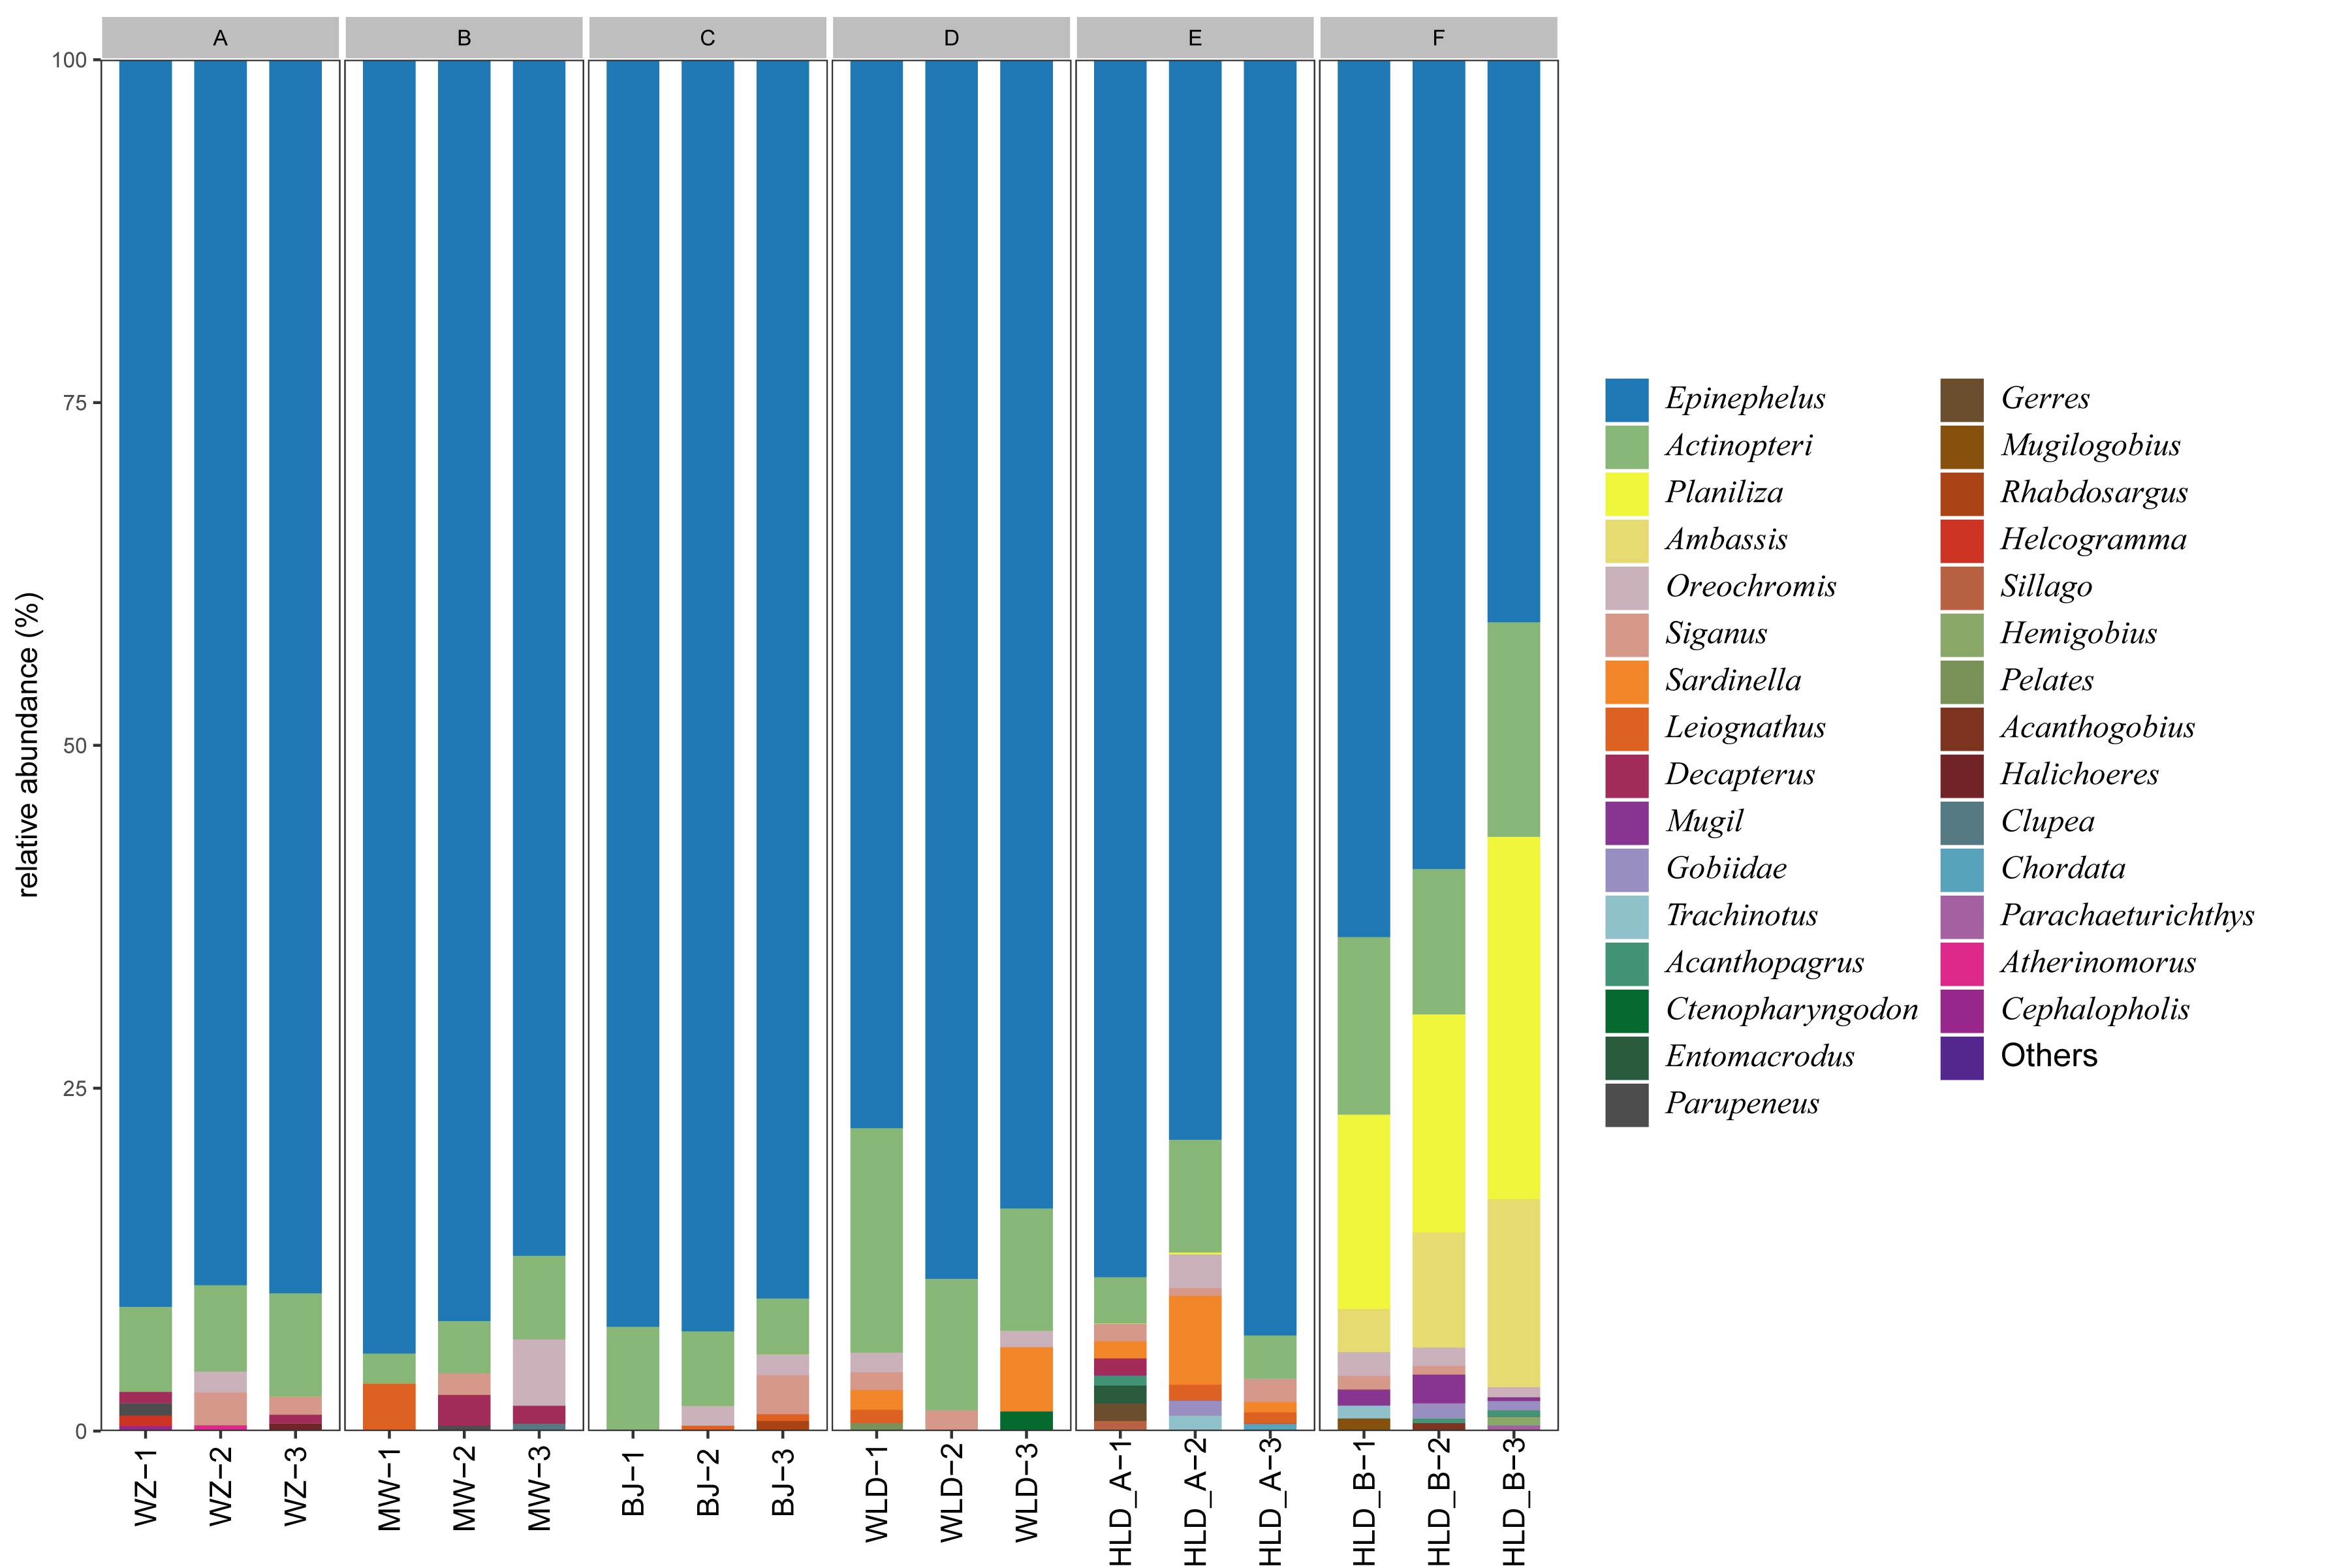 A B C D E F
100
75
50
25
0
relative abundance (%)
WZ−1 WZ−2 WZ−3 MW−1 MW−2 MW−3 BJ−1 BJ−2 BJ−3 WLD−1 WLD−2 WLD−3 HLD_A−1 HLD_A−2 HLD_A−3 HLD_B−1 HLD_B−2 HLD_B−3
Epinephelus
Actinopteri
Planiliza
Ambassis
Oreochromis
Siganus
Sardinella
Leiognathus
Decapterus
Mugil
Gobiidae
Trachinotus
Acanthopagrus
Ctenopharyngodon
Entomacrodus
Parupeneus
Gerres
Mugilogobius
Rhabdosargus
Helcogramma
Sillago
Hemigobius
Pelates
Acanthogobius
Halichoeres
Clupea
Chordata
Parachaeturichthys
Atherinomorus
Cephalopholis
Others